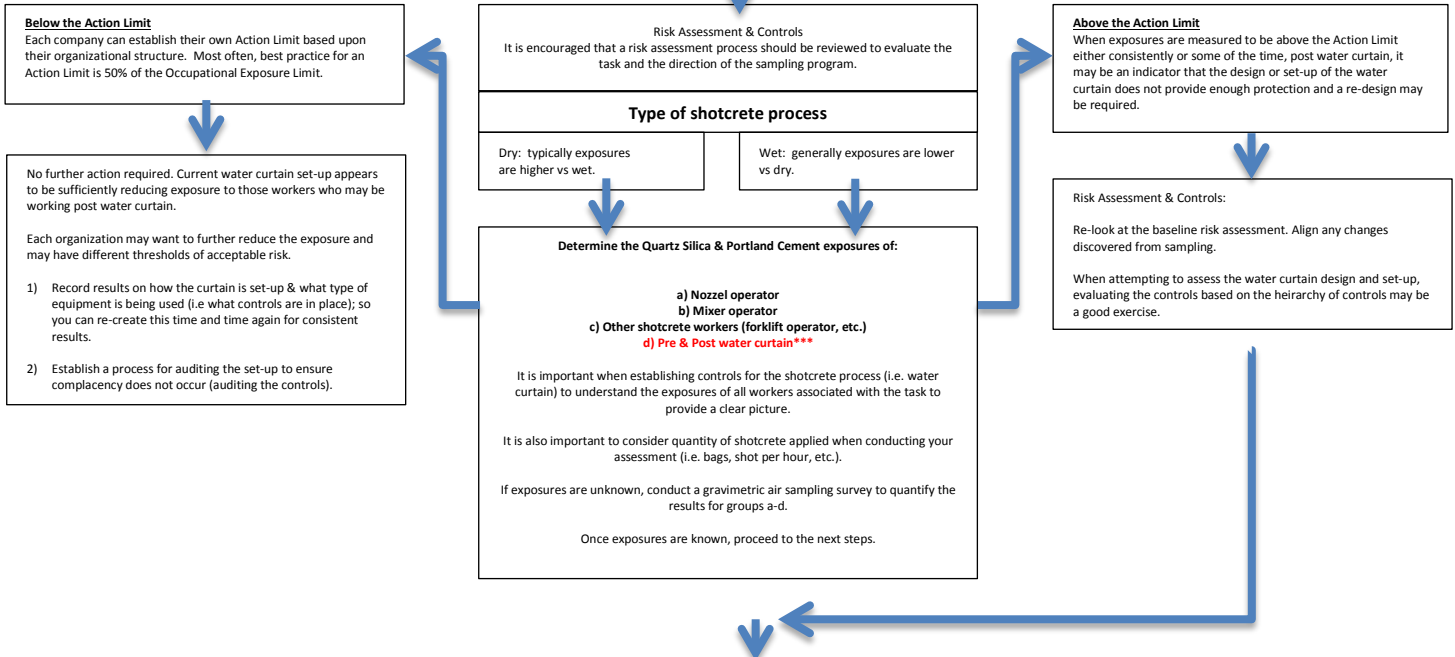 Below the Action Limit
Each company can establish their own Action Limit based upon
their organizational structure.  Most often, best practice for an
Action Limit is 50% of the Occupational Exposure Limit.
No further action required. Current water curtain set-up appears
to be sufficiently reducing exposure to those workers who may be
working post water curtain.
Each organization may want to further reduce the exposure and
may have different thresholds of acceptable risk.
1) Record results on how the curtain is set-up & what type of
equipment is being used (i.e what controls are in place); so
you can re-create this time and time again for consistent
results.
2) Establish a process for auditing the set-up to ensure
complacency does not occur (auditing the controls).
Risk Assessment & Controls
It is encouraged that a risk assessment process should be reviewed to evaluate the
task and the direction of the sampling program.
Type of shotcrete process
Dry:  typically exposures
are higher vs wet.
Wet:  generally exposures are lower
vs dry.
Determine the Quartz Silica & Portland Cement exposures of:
a) Nozzel operator
b) Mixer operator
c) Other shotcrete workers (forklift operator, etc.)
d) Pre & Post water curtain***
It is important when establishing controls for the shotcrete process (i.e. water
curtain) to understand the exposures of all workers associated with the task to
provide a clear picture.
It is also important to consider quantity of shotcrete applied when conducting your
assessment (i.e. bags, shot per hour, etc.).
If exposures are unknown, conduct a gravimetric air sampling survey to quantify the
results for groups a-d.
Once exposures are known, proceed to the next steps.
Above the Action Limit
When exposures are measured to be above the Action Limit
either consistently or some of the time, post water curtain, it
may be an indicator that the design or set-up of the water
curtain does not provide enough protection and a re-design may
be required.
Risk Assessment & Controls:
Re-look at the baseline risk assessment. Align any changes
discovered from sampling.
When attempting to assess the water curtain design and set-up,
evaluating the controls based on the heirarchy of controls may be
a good exercise.